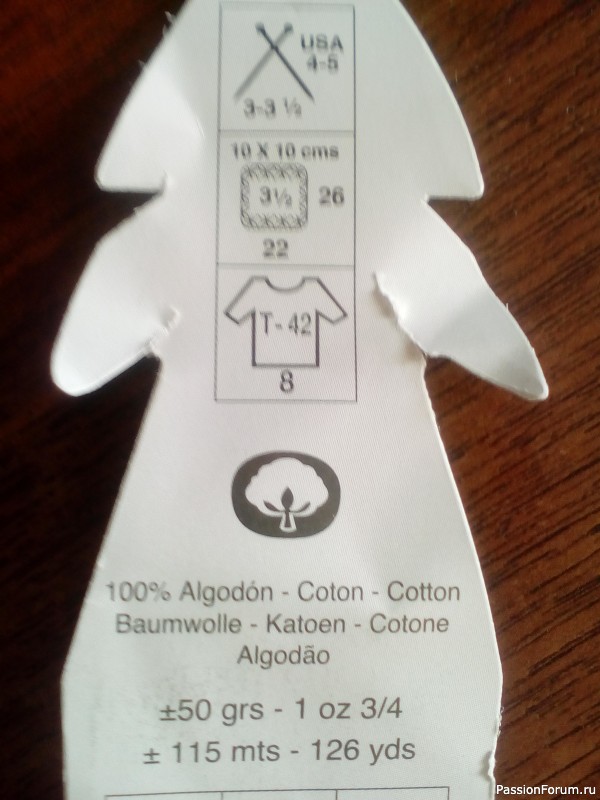 USA
4-5
3-3 ½
10 X 10 cms
3½
26
22
T-42
8
100% Algodón - Coton - Cotton
Baumwolle - Katoen - Cotone
Algodão
±50 grs - 1 oz 3/4
± 115 mts - 126 yds
PassionForum.ru